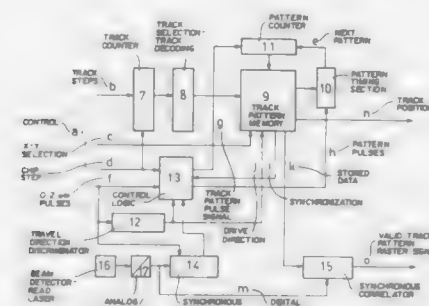 TRACK COUNTER
TRACK SELECTION-
TRACK
DECODING
PATTERN
COUNTER
11
e
NEXT
PATTERN
TRACK
STEPS
b
7
8
9
TRACK
PATTERN
MEMORY
10
PATTERN
TIMING
SECTION
n
TRACK
POSITION
CONTROL
a
X-Y
SELECTION
c
CHIP
STEP
d
f
PULSES
g
h
PATTERN
PULSES
13
CONTROL
LOGIC
k
STORED
DATA
TRACK
PATTERN
PULSE
SIGNAL
SYNCHRONIZATION
DRIVE
DIRECTION
12
TRAVEL
DIRECTION
DISCRIMINATOR
VALID TRACK
PATTERN
RASTER SIGNAL
o
BEAM
DETECTOR-
READ
LASER
16
17
14
15
m
SYNCHRONOUS
CORRELATOR
ANALOG/
SYNCHRONOUS
DIGITAL